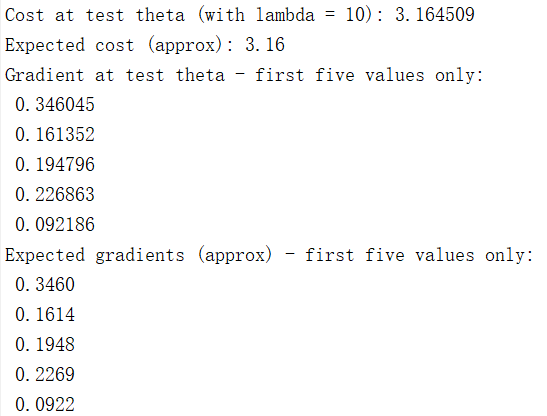 Cost at test theta (with lambda = 10): 3.164509
Expected cost (approx): 3.16
Gradient at test theta - first five values only:
0.346045
0.161352
0.194796
0.226863
0.092186
Expected gradients (approx) - first five values only:
0.3460
0.1614
0.1948
0.2269
0.0922